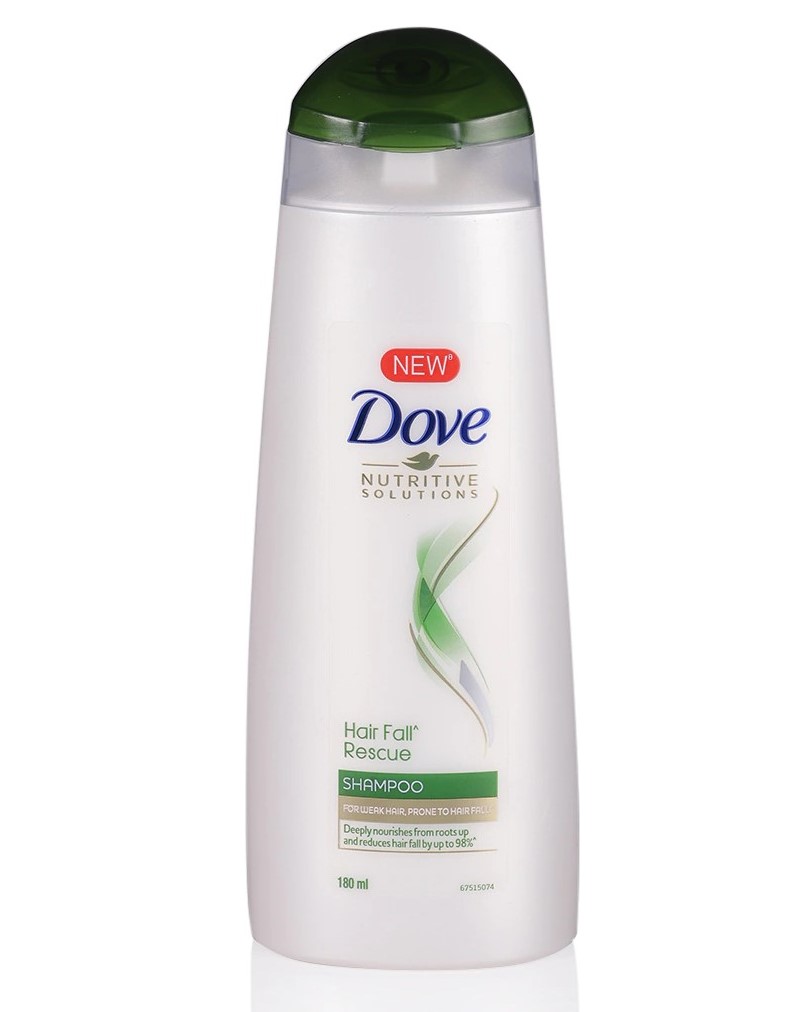 NEWθ
Dove
NUTRITIVE
SOLUTIONS
Hair Fall^
Rescue
SHAMPOO
FOR WEAK HAIR, PRONE TO HAIR FALL
Deeply nourishes from roots up
and reduces hair fall by up to 98%^
180 ml
67515074